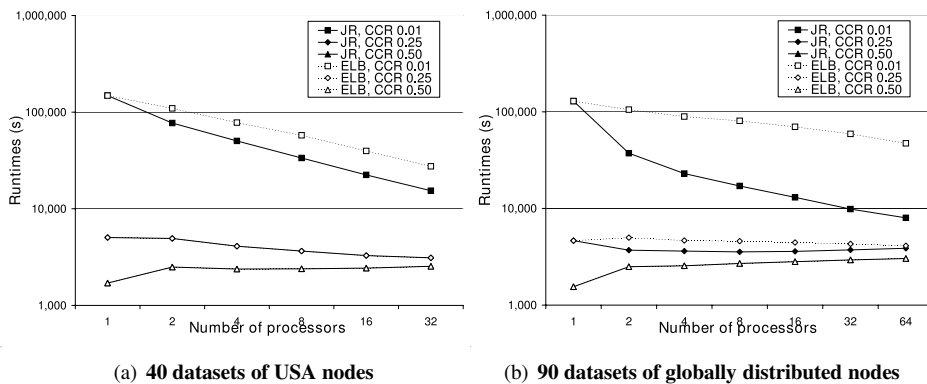 1,000,000
100,000
10,000
1,000
Runtimes (s)
JR, CCR 0.01
JR, CCR 0.25
JR, CCR 0.50
ELB, CCR 0.01
ELB, CCR 0.25
ELB, CCR 0.50
1 2 4 8 16 32
Number of processors
(a) 40 datasets of USA nodes
1,000,000
100,000
10,000
1,000
Runtimes (s)
JR, CCR 0.01
JR, CCR 0.25
JR, CCR 0.50
ELB, CCR 0.01
ELB, CCR 0.25
ELB, CCR 0.50
1 2 4 8 16 32 64
Number of processors
(b) 90 datasets of globally distributed nodes